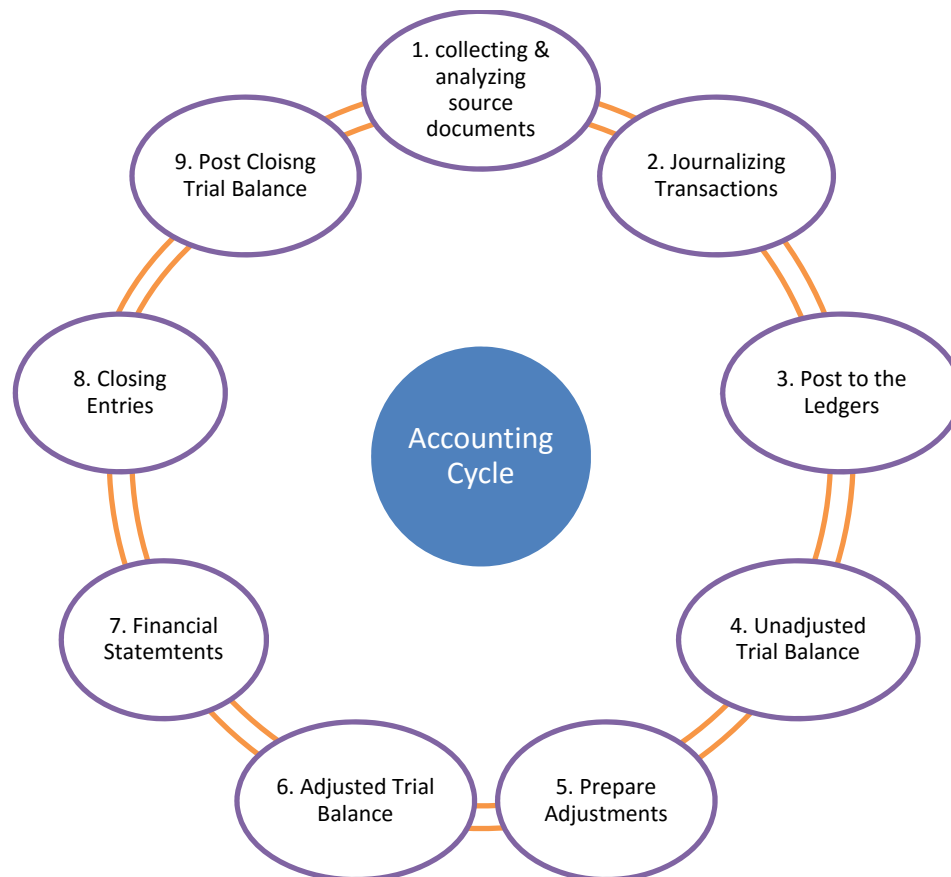 1. collecting &
analyzing
source
documents
2. Journalizing
Transactions
3. Post to the
Ledgers
4. Unadjusted
Trial Balance
5. Prepare
Adjustments
6. Adjusted Trial
Balance
7. Financial
Statemtents
8. Closing
Entries
9. Post Cloisng
Trial Balance
Accounting
Cycle